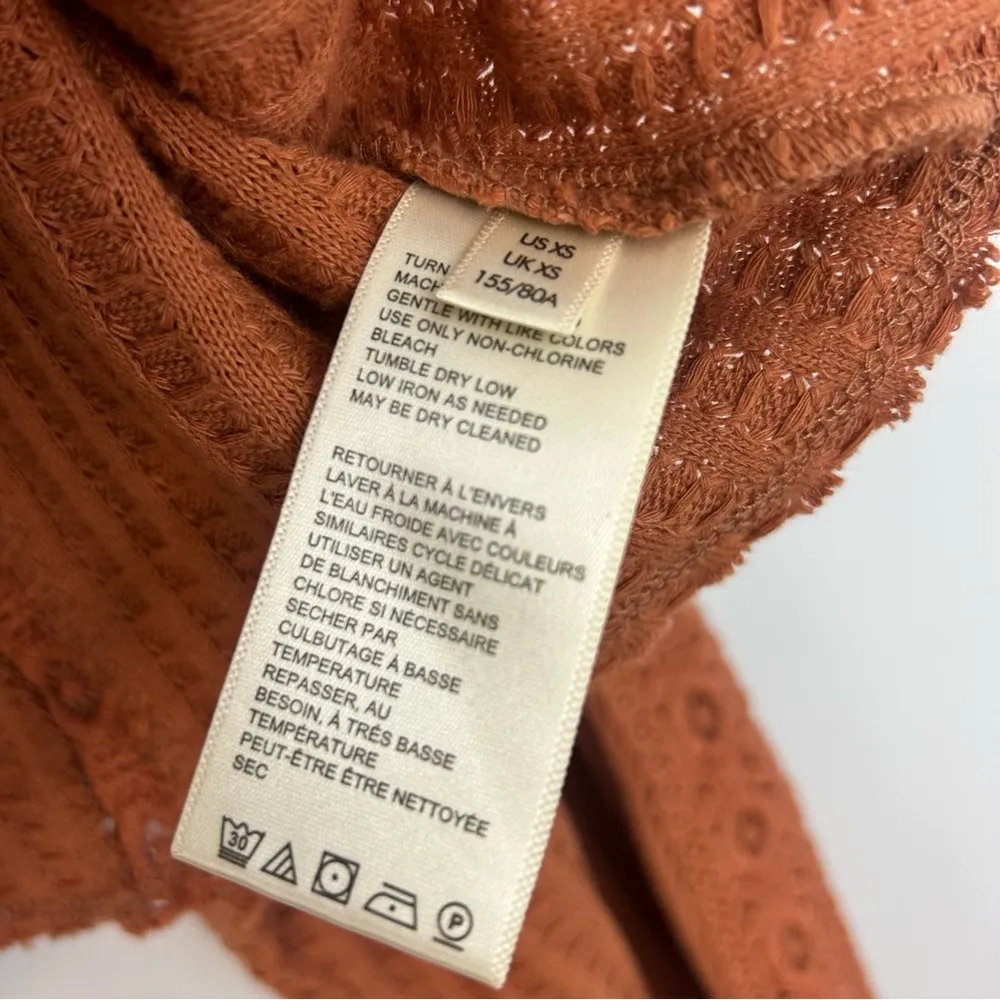 US XS
UK XS
155/80A
TURN
MACH
GENTLE WITH LIKE COLORS
USE ONLY NON-CHLORINE
BLEACH
TUMBLE DRY LOW
LOW IRON AS NEEDED
MAY BE DRY CLEANED
RETOURNER À L'ENVERS
LAVER À LA MACHINE À
L'EAU FROIDE AVEC COULEURS
SIMILAIRES CYCLE DÉLICAT
UTILISER UN AGENT
DE BLANCHIMENT SANS
CHLORE SI NÉCESSAIRE
SECHER PAR
CULBUTAGE À BASSE
TEMPERATURE
REPASSER, AU
BESOIN, À TRÉS BASSE
TEMPÉRATURE
PEUT-ÊTRE ÊTRE NETTOYÉE
SEC
30
P